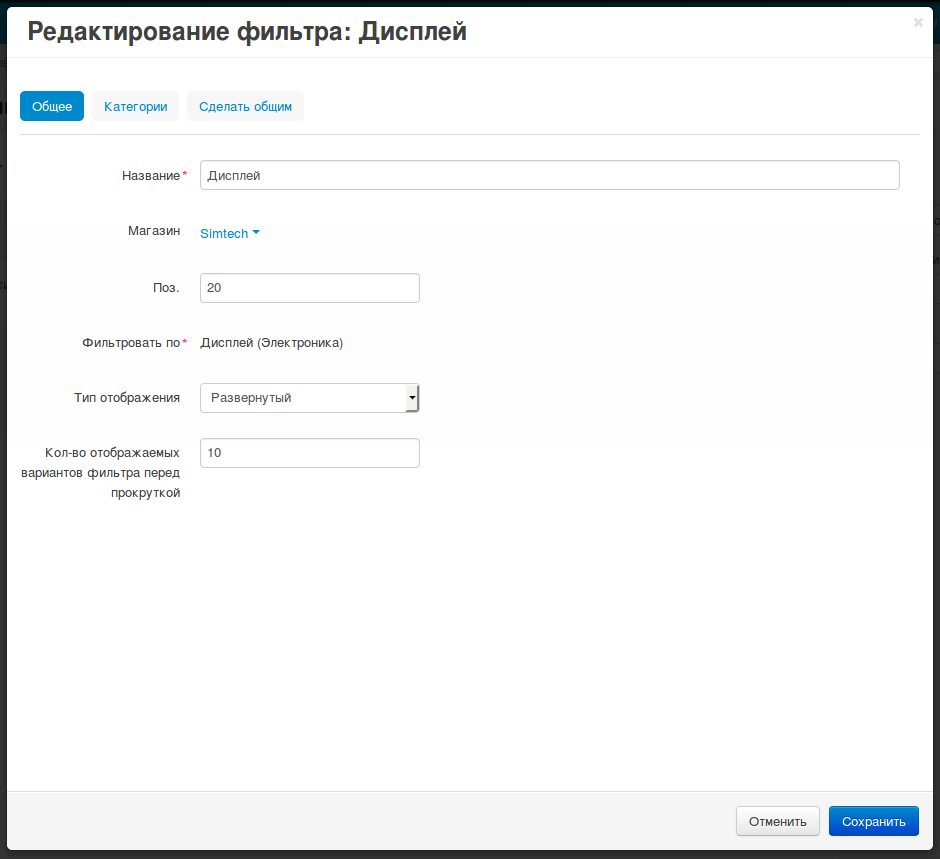 Редактирование фильтра: Дисплей
Общее
Категории
Сделать общим
Название*
Дисплей
Магазин
Simtech
Поз.
20
Фильтровать по*
Дисплей (Электроника)
Тип отображения
Развернутый
Кол-во отображаемых
вариантов фильтра перед
прокруткой
10
Отменить
Сохранить